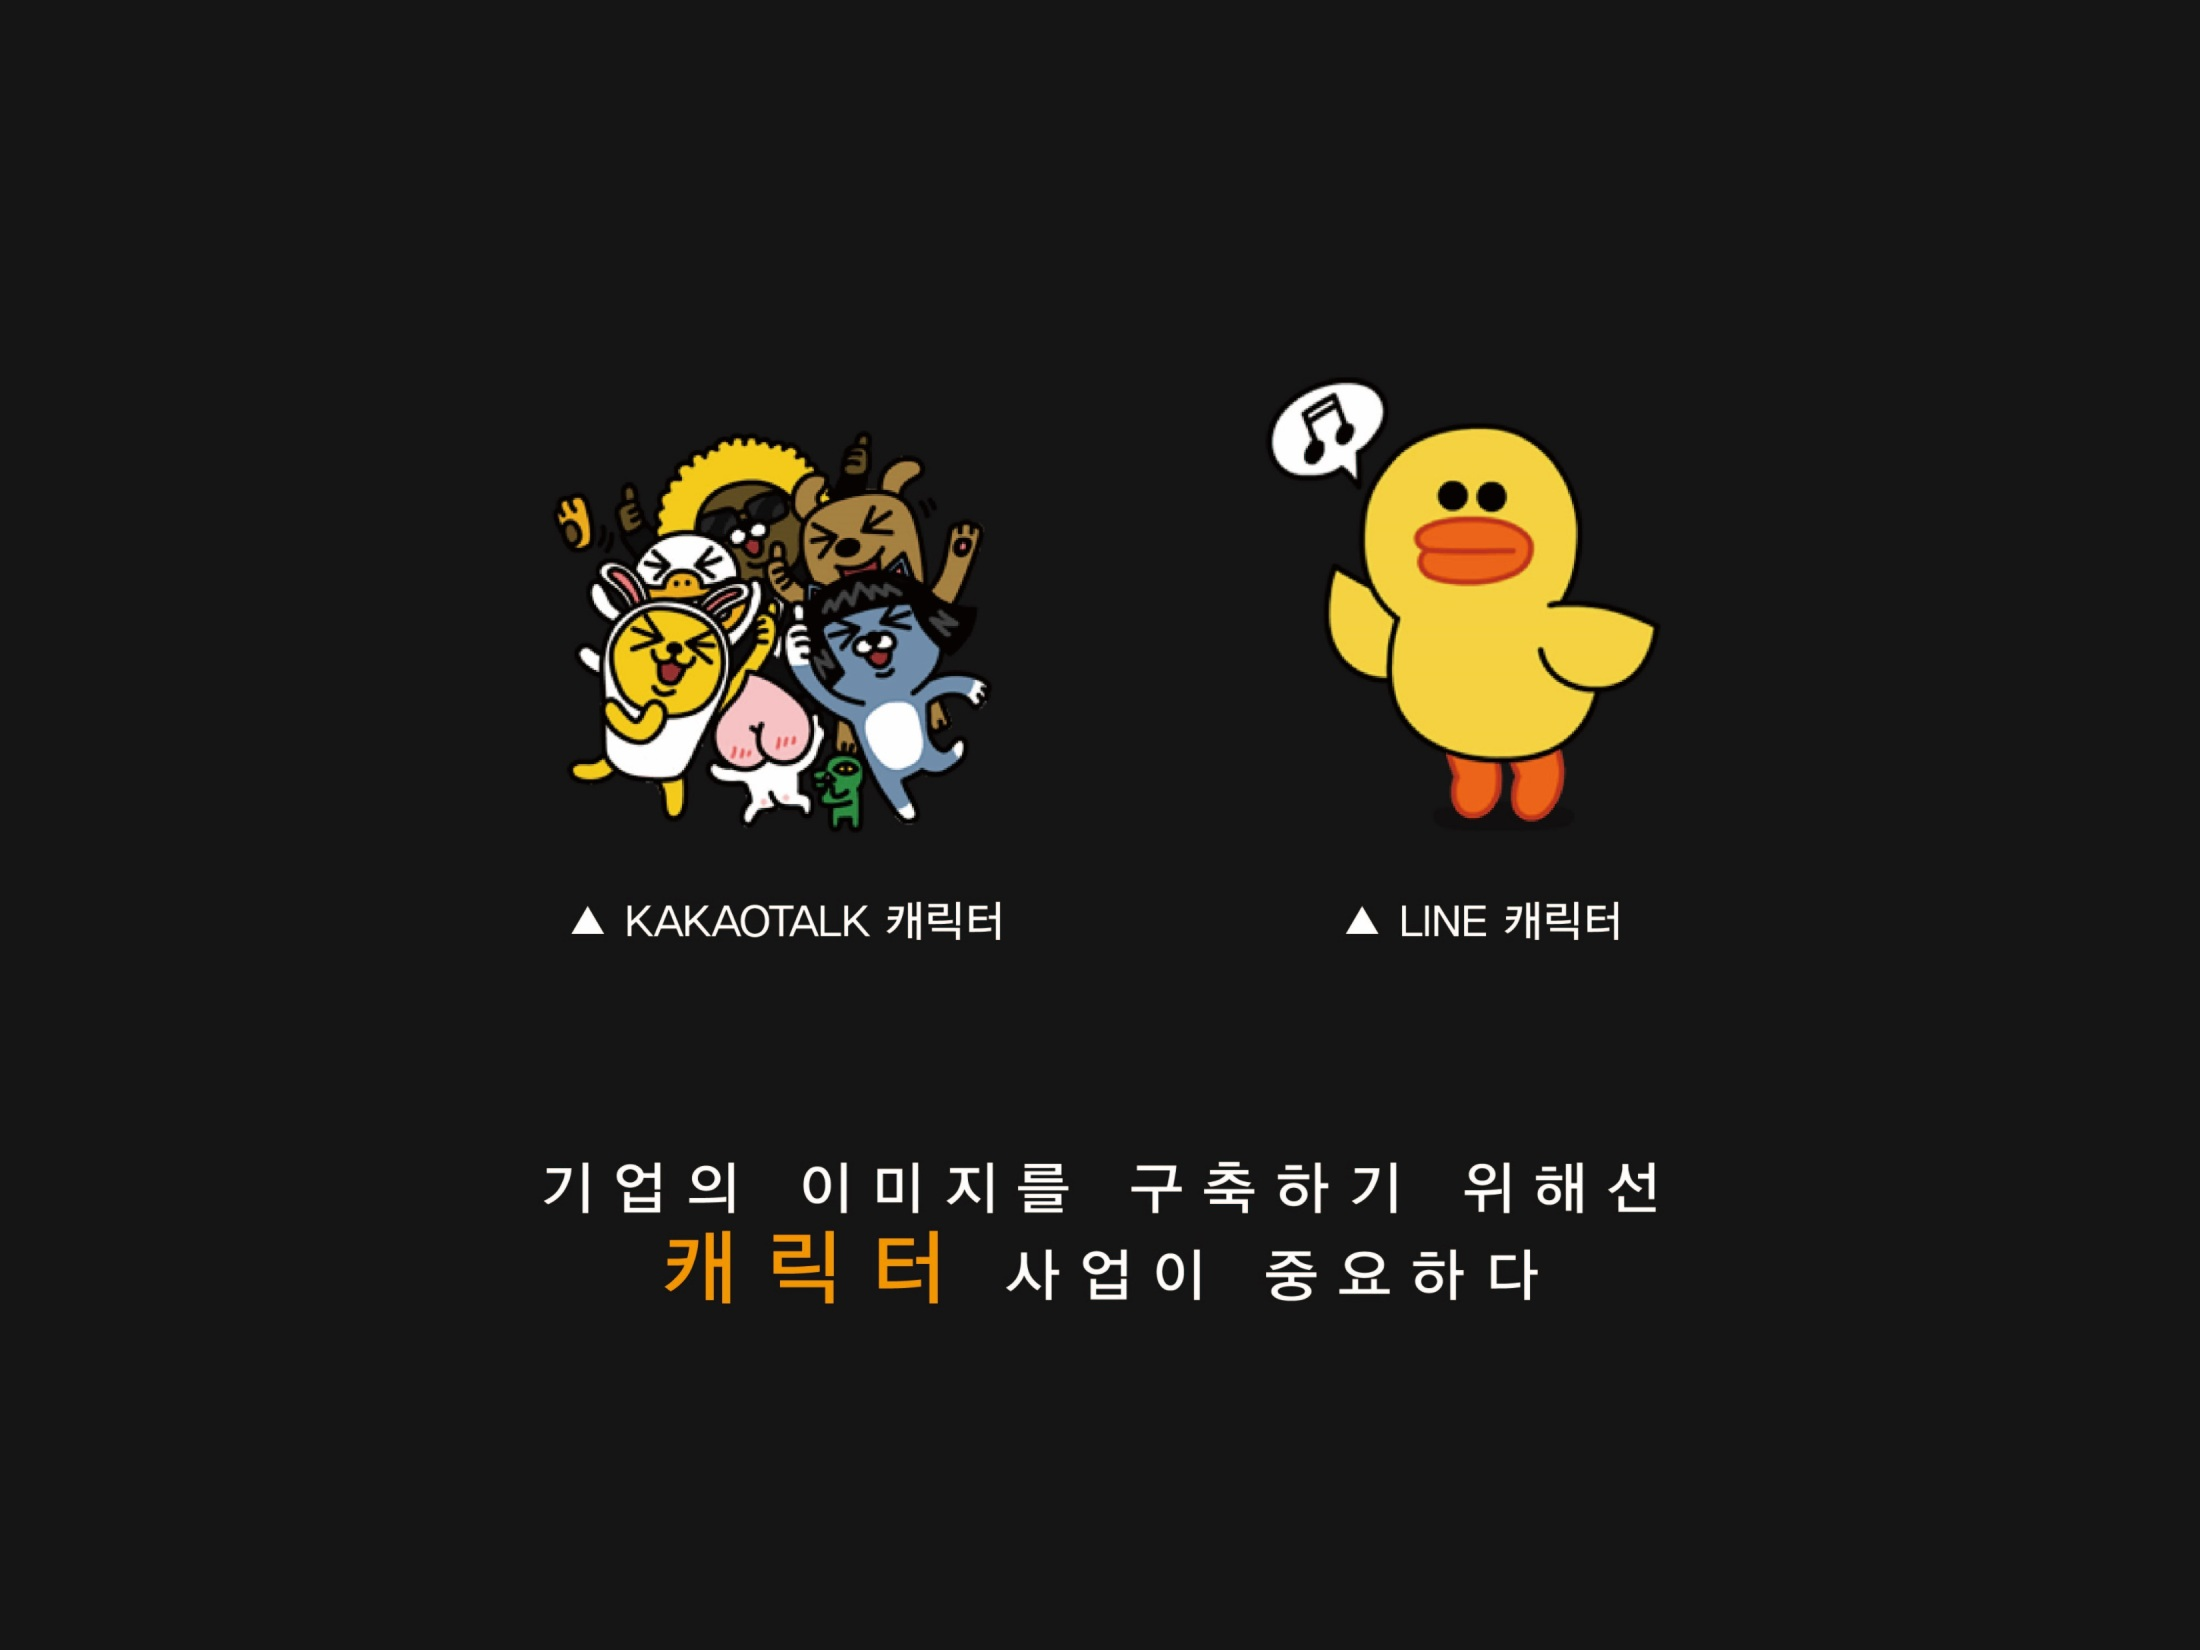 ▲ KAKAOTALK 캐릭터
▲ LINE 캐릭터
기업의 이미지를 구축하기 위해선
캐릭터 사업이 중요하다